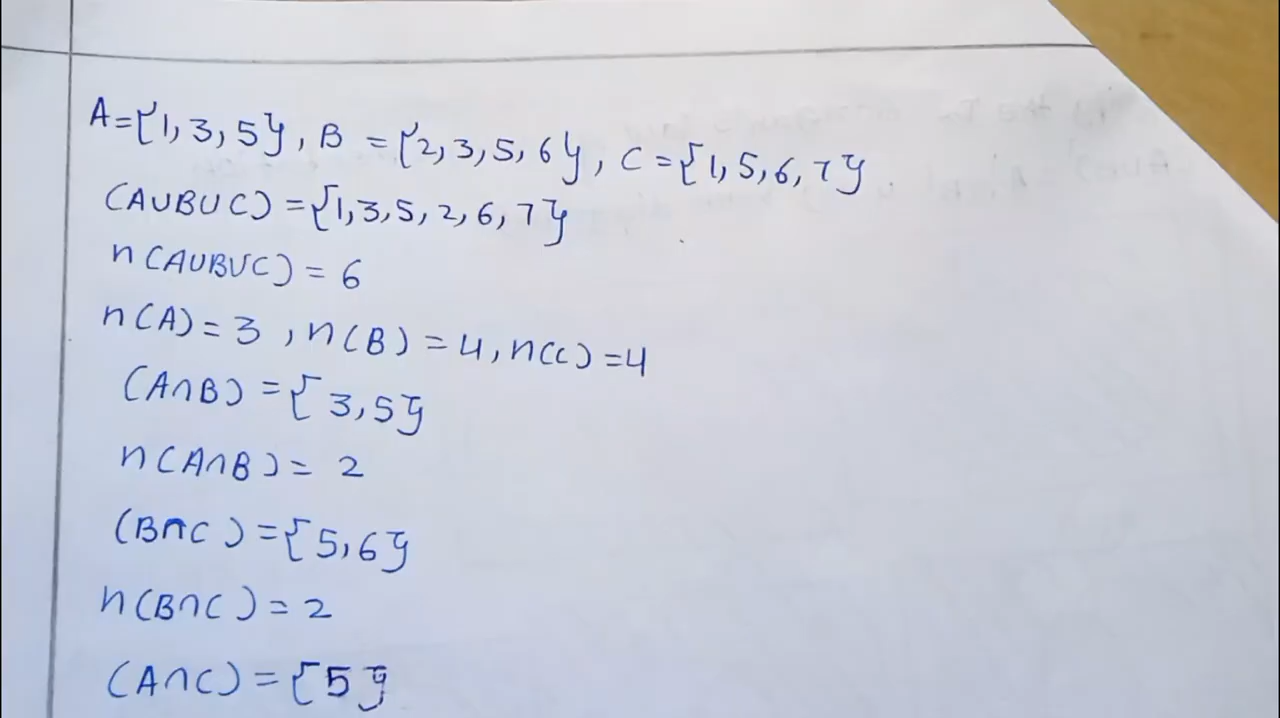 A={1, 3, 5}, B = {2, 3, 5, 6}, C = {1, 5, 6, 7}
(A∪B∪C) = {1, 3, 5, 2, 6, 7}
n(A∪B∪C) = 6
n(A) = 3, n(B) = 4, n(C) = 4
(A∩B) = {3, 5}
n(A∩B) = 2
(B∩C) = {5, 6}
n(B∩C) = 2
(A∩C) = {5}